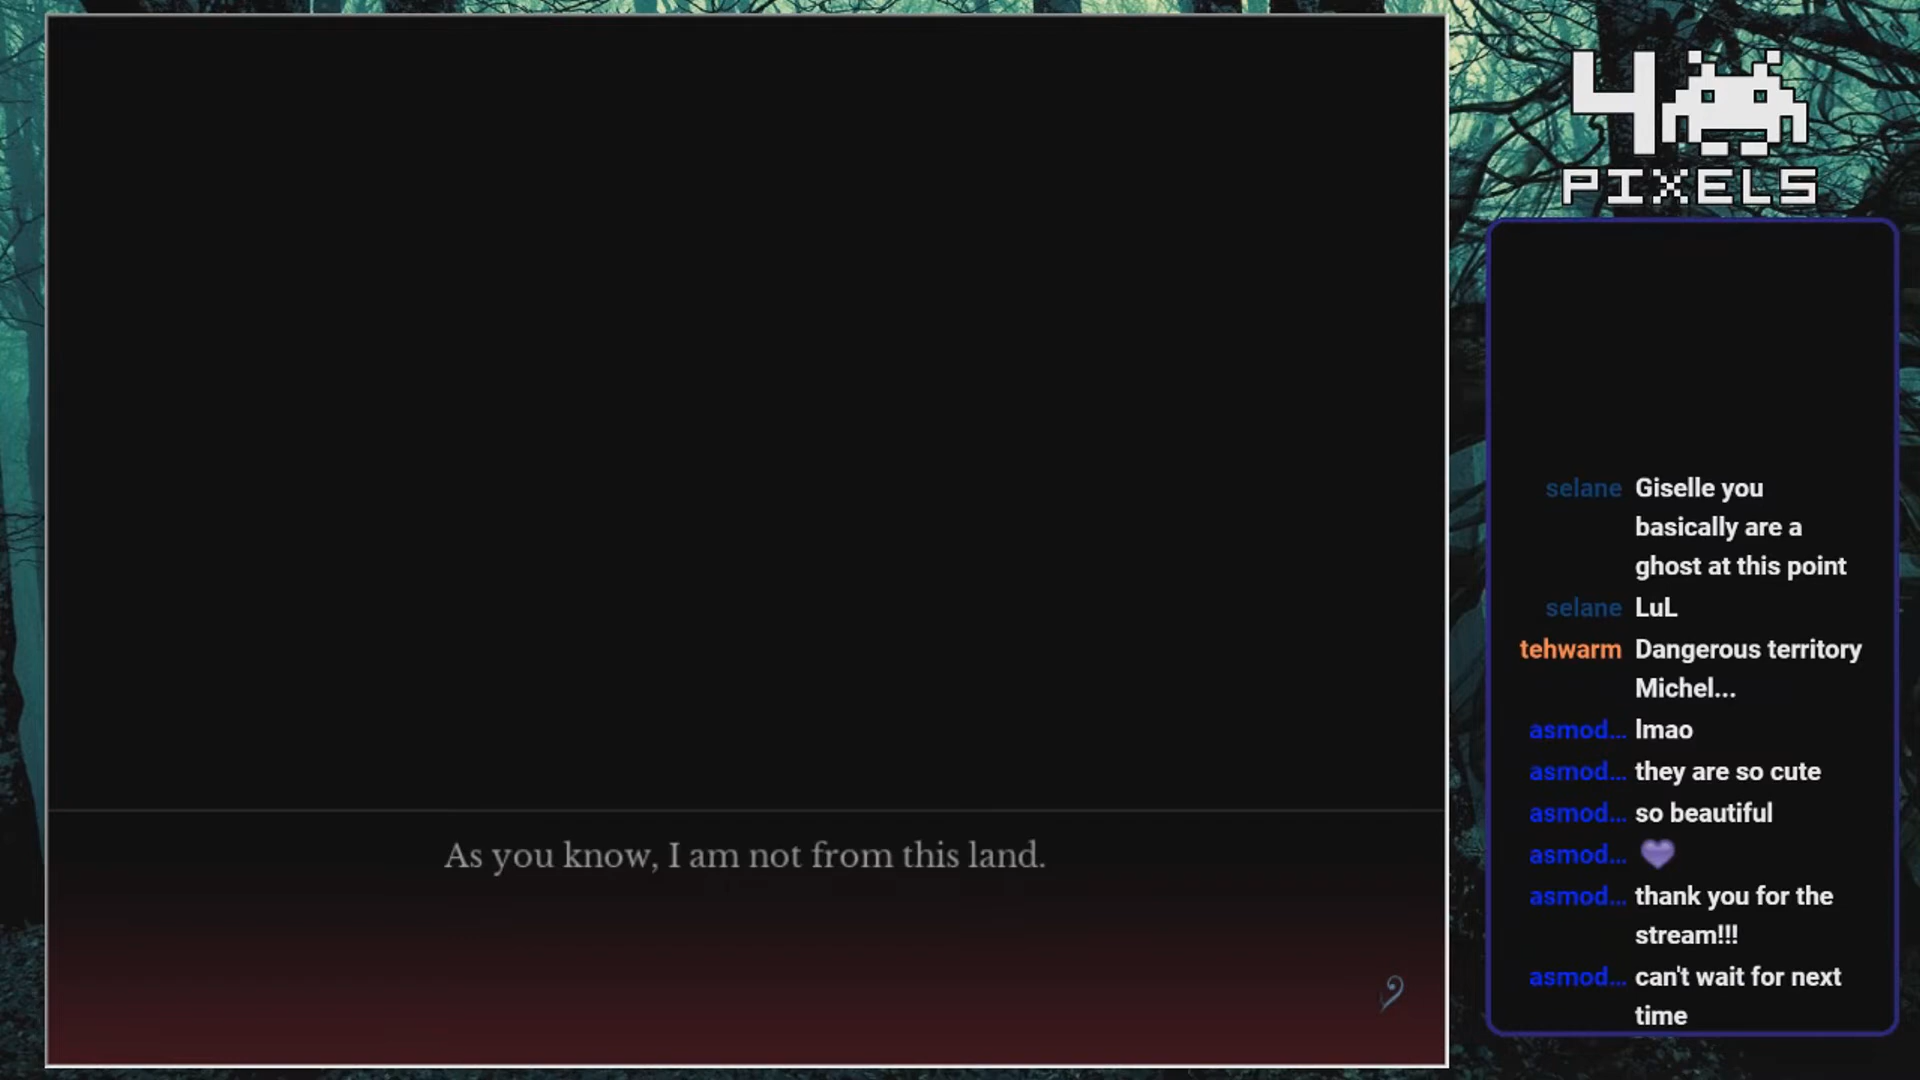 4
PIXELS
selane Giselle you
basically are a
ghost at this point
selane LuL
tehwarm Dangerous territory
Michel...
asmod... lmao
asmod... they are so cute
asmod... so beautiful
asmod... 💜
asmod... thank you for the
stream!!!
asmod... can't wait for next
time
As you know, I am not from this land.